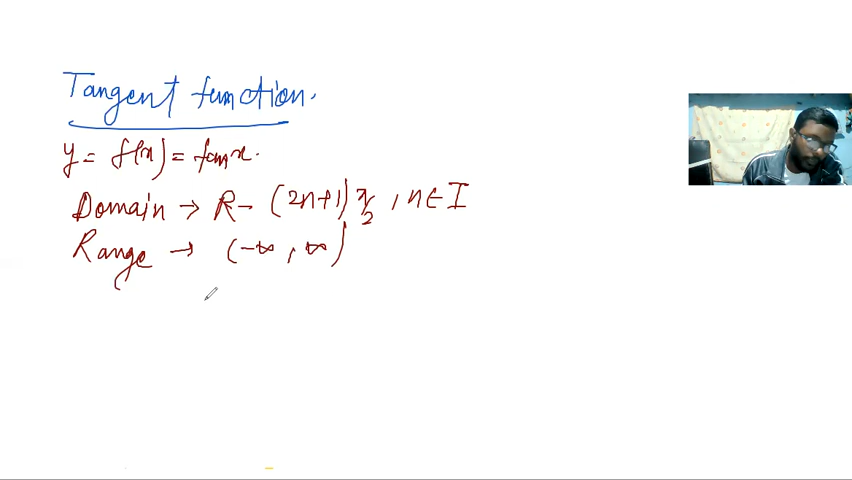 Tangent function.
y = f(x) = tan x.
Domain → R - (2n+1) π/2 , n ∈ I
Range → (-∞, ∞)